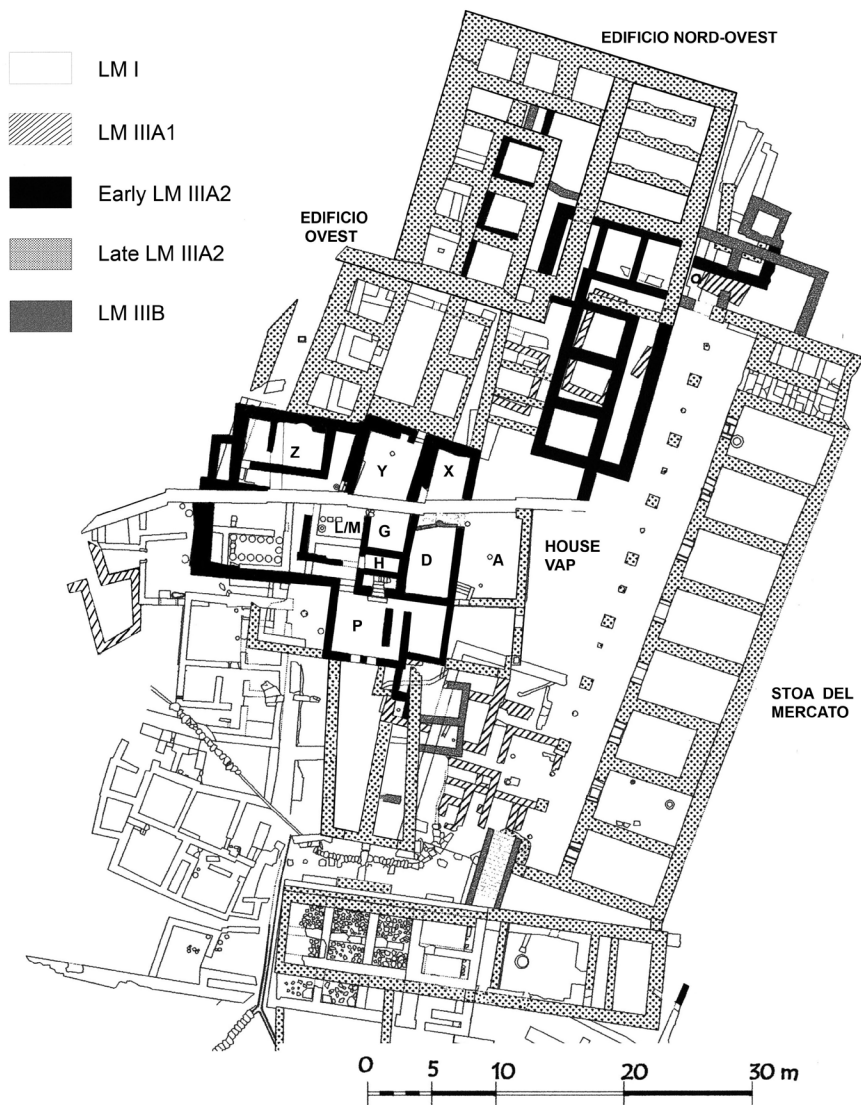 EDIFICIO NORD-OVEST
LM I
LM IIIA1
Early LM IIIA2
Late LM IIIA2
LM IIIB
EDIFICIO
OVEST
Z
Y
X
L/M
G
H
D
A
HOUSE
VAP
P
STOA DEL
MERCATO
0 5 10 20 30 m